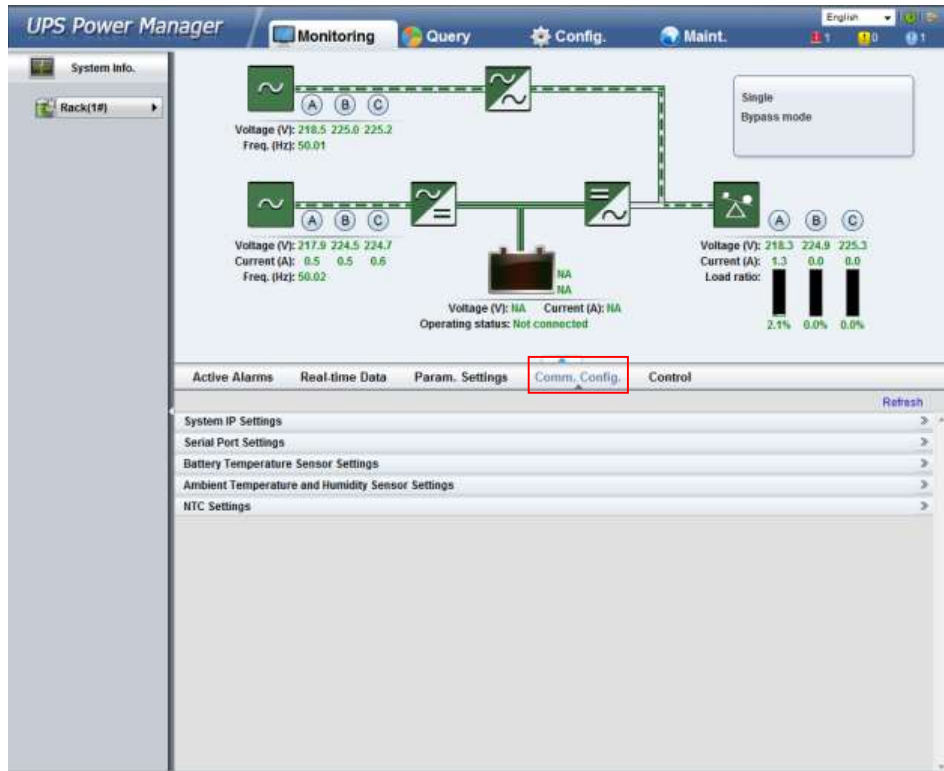 UPS Power Manager
Monitoring Query Config. Maint.
English
1 0 1
System Info.
Rack(1#)
A B C
Voltage (V): 218.5 225.0 225.2
Freq. (Hz): 50.01
Single
Bypass mode
A B C
Voltage (V): 217.9 224.5 224.7
Current (A): 0.5 0.5 0.6
Freq. (Hz): 50.02
NA
NA
Voltage (V): NA Current (A): NA
Operating status: Not connected
A B C
Voltage (V): 218.3 224.9 225.3
Current (A): 1.3 0.0 0.0
Load ratio:
2.1% 0.0% 0.0%
Active Alarms Real-time Data Param. Settings Comm. Config. Control
Refresh
System IP Settings
Serial Port Settings
Battery Temperature Sensor Settings
Ambient Temperature and Humidity Sensor Settings
NTC Settings